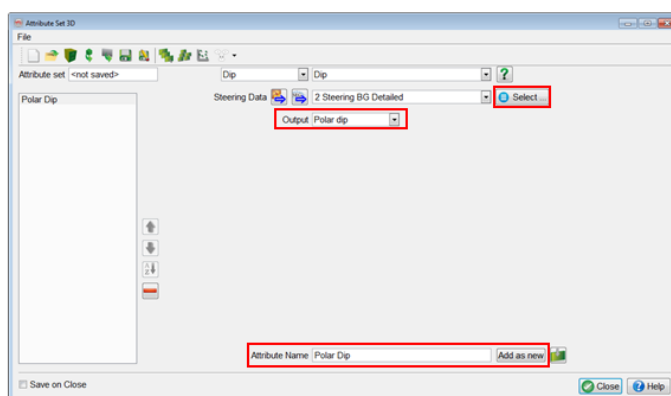 Attribute Set 3D
File
Attribute set <not saved> Dip Dip
Polar Dip
Steering Data 2 Steering BG Detailed Select ...
Output Polar dip
Attribute Name Polar Dip Add as new
Save on Close
Close Help